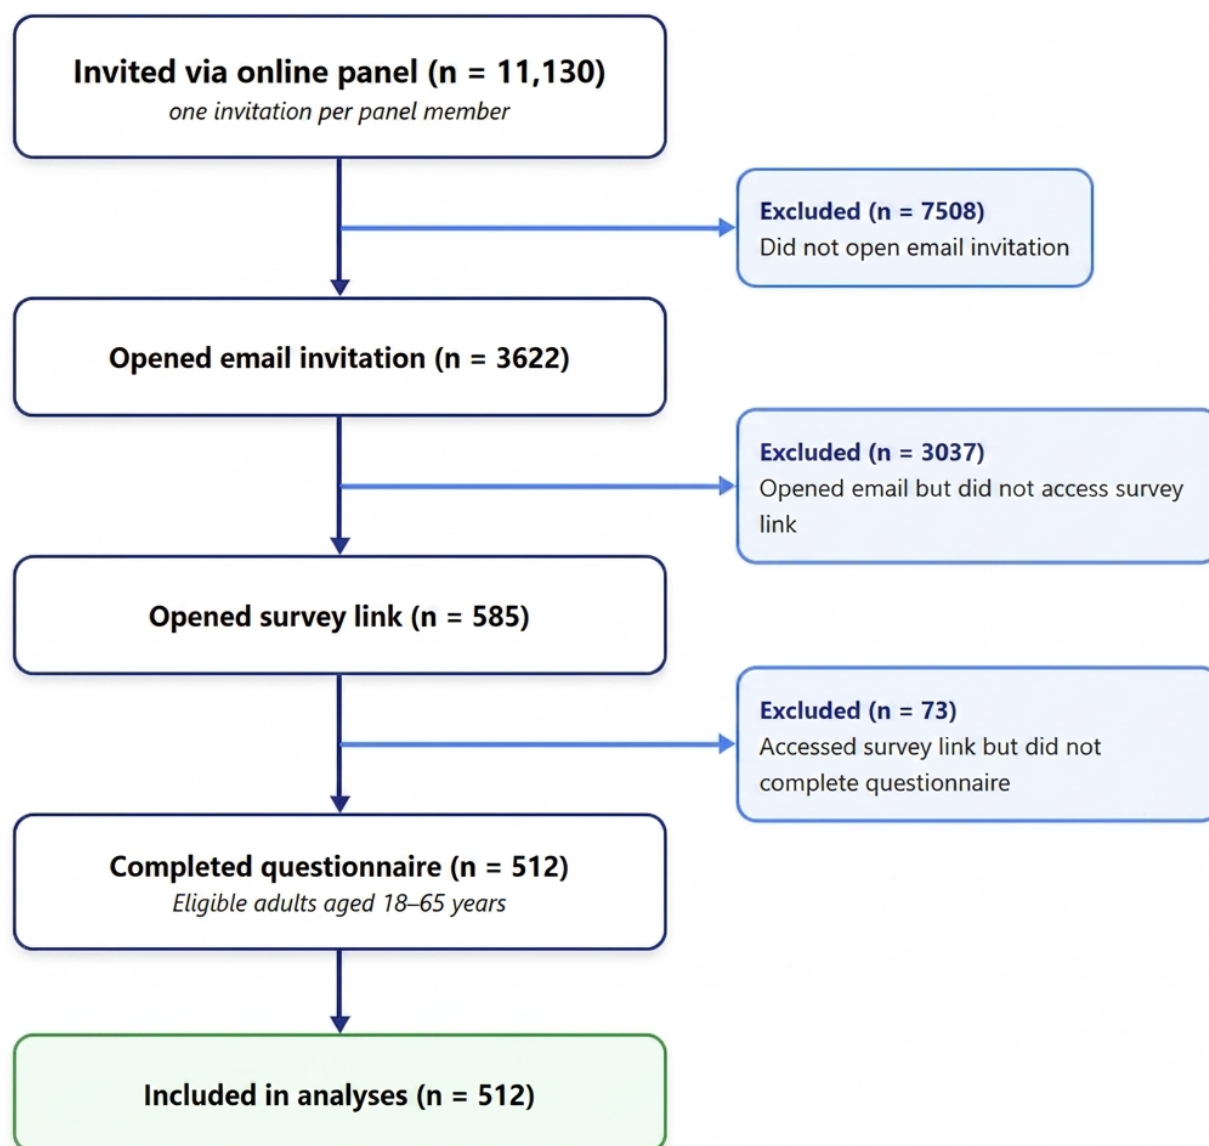 Invited via online panel (n = 11,130)
one invitation per panel member
Excluded (n = 7508)
Did not open email invitation
Opened email invitation (n = 3622)
Excluded (n = 3037)
Opened email but did not access survey
link
Opened survey link (n = 585)
Excluded (n = 73)
Accessed survey link but did not
complete questionnaire
Completed questionnaire (n = 512)
Eligible adults aged 18–65 years
Included in analyses (n = 512)